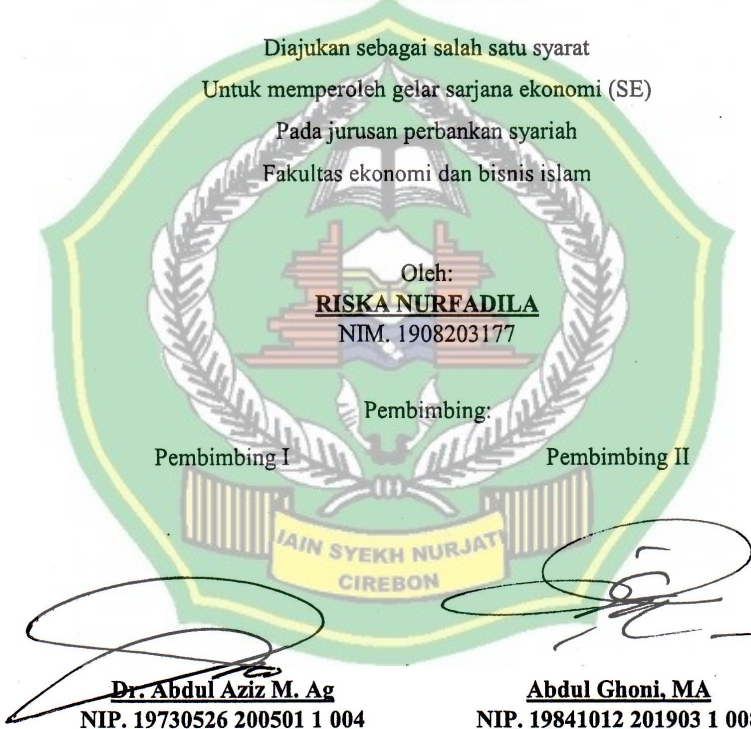 Diajukan sebagai salah satu syarat
Untuk memperoleh gelar sarjana ekonomi (SE)
Pada jurusan perbankan syariah
Fakultas ekonomi dan bisnis islam
Oleh:
RISKA NURFADILA
NIM. 1908203177
Pembimbing:
Pembimbing I Pembimbing II
IAIN SYEKH NURJATI
CIREBON
Dr. Abdul Aziz M. Ag Abdul Ghoni, MA
NIP. 19730526 200501 1 004 NIP. 19841012 201903 1 008